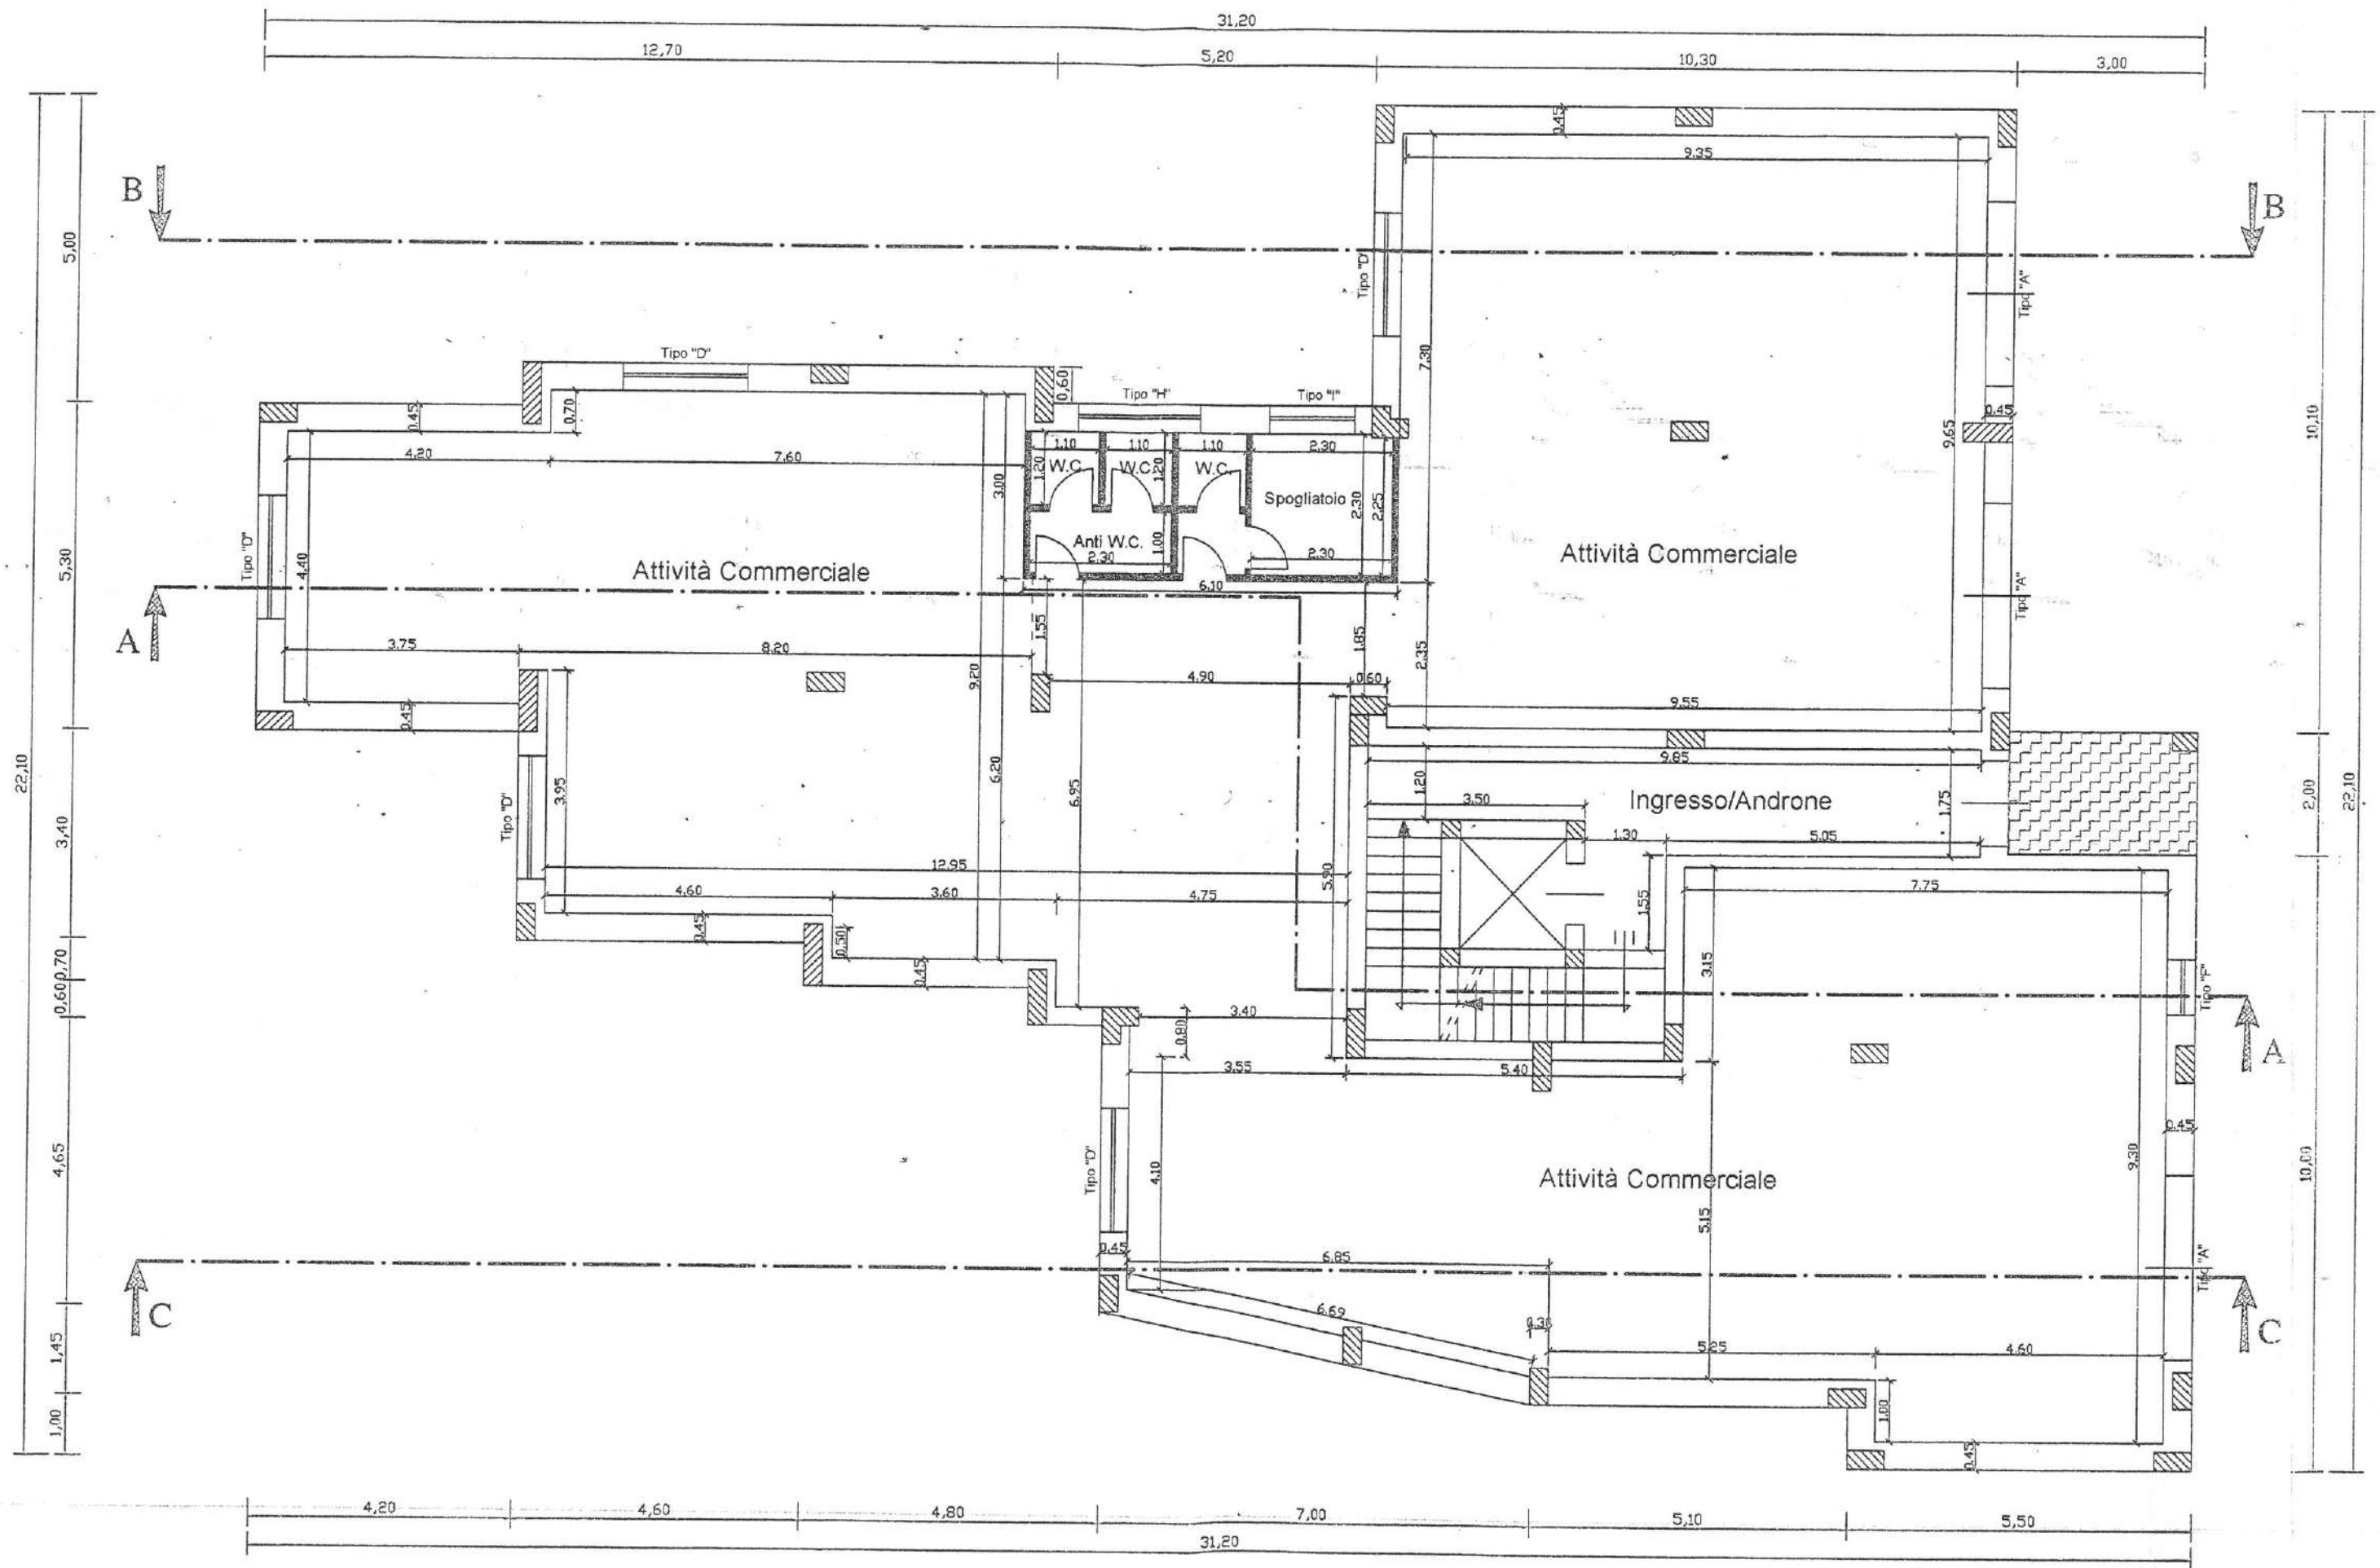 31,20
12,70 5,20 10,30 3,00
0.45
9.35
B B
5,00
Tipo "D"
Tipo "A"
7.30
Tipo "D"
0,60
Tipo "H" Tipo "I"
0.70
0.45
0.45
10,10
9.65
1.10 1.10 1.10 2.30
4.20 7.60
1.20 W.C. W.C. 1.20 W.C.
3.00
Spogliatoio 2.30 2.25
Anti W.C. 1.00
2.30 2.30
Tipo "D"
4.40
5,30
Attività Commerciale
Attività Commerciale
6.10
Tipo "A"
A
1.55
1.85
2.35
3.75 8.20
9.20
4.90 0.60
9.55
0.45
22,10
3.95
6.20
6.95
9.85
1.20
3.50
Ingresso/Androne
1.75
2,00
22,10
Tipo "D"
3,40
1.30 5.05
12.95
5.90
4.60 3.60 4.75
7.75
1.55
0.45
0.50
0.45
3.15
0,70
0,60
Tipo "F"
3.40
0.80
A
3.55 5.40
0.45
4,65
Tipo "D"
4.10
9.30
10,00
Attività Commerciale
5.15
0.45
6.85
Tipo "A"
C C
6.69
5.25 4.60
1,45
1.00
1,00
0.45
4,20 4,60 4,80 7,00 5,10 5,50
31,20